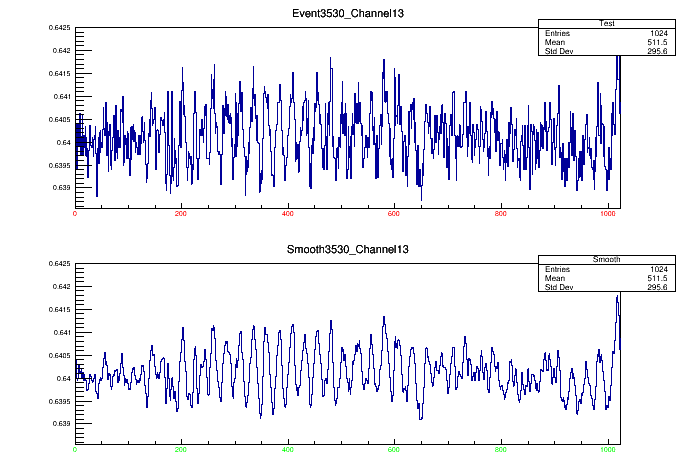 Event3530_Channel13
Test
Entries 1024
Mean 511.5
Std Dev 295.6
0.6425
0.642
0.6415
0.641
0.6405
0.64
0.6395
0.639
0 200 400 600 800 1000
Smooth3530_Channel13
Smooth
Entries 1024
Mean 511.5
Std Dev 295.6
0.6425
0.642
0.6415
0.641
0.6405
0.64
0.6395
0.639
0 200 400 600 800 1000